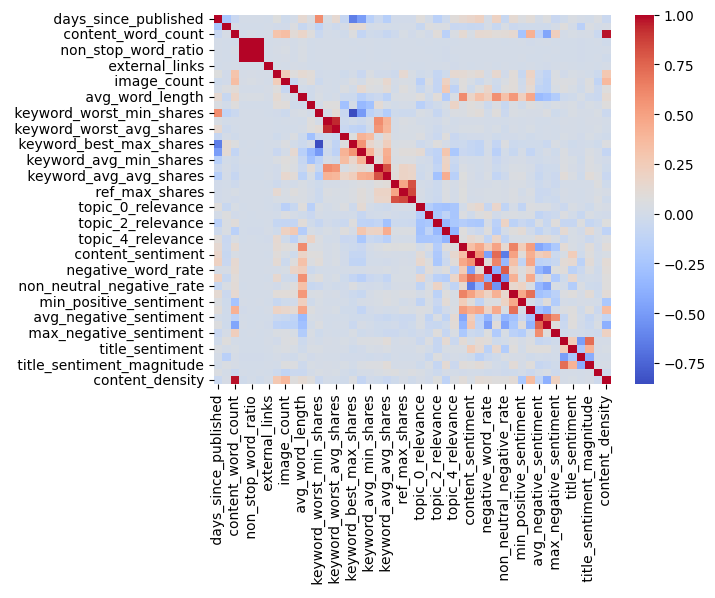 days_since_published
content_word_count
non_stop_word_ratio
external_links
image_count
avg_word_length
keyword_worst_min_shares
keyword_worst_avg_shares
keyword_best_max_shares
keyword_avg_min_shares
keyword_avg_avg_shares
ref_max_shares
topic_0_relevance
topic_2_relevance
topic_4_relevance
content_sentiment
negative_word_rate
non_neutral_negative_rate
min_positive_sentiment
avg_negative_sentiment
max_negative_sentiment
title_sentiment
title_sentiment_magnitude
content_density
days_since_published
content_word_count
non_stop_word_ratio
external_links
image_count
avg_word_length
keyword_worst_min_shares
keyword_worst_avg_shares
keyword_best_max_shares
keyword_avg_min_shares
keyword_avg_avg_shares
ref_max_shares
topic_0_relevance
topic_2_relevance
topic_4_relevance
content_sentiment
negative_word_rate
non_neutral_negative_rate
min_positive_sentiment
avg_negative_sentiment
max_negative_sentiment
title_sentiment
title_sentiment_magnitude
content_density
1.00
0.75
0.50
0.25
0.00
−0.25
−0.50
−0.75